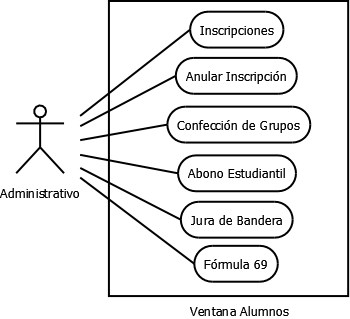 Inscripciones
Anular Inscripción
Confección de Grupos
Abono Estudiantil
Jura de Bandera
Fórmula 69
Administrativo
Ventana Alumnos